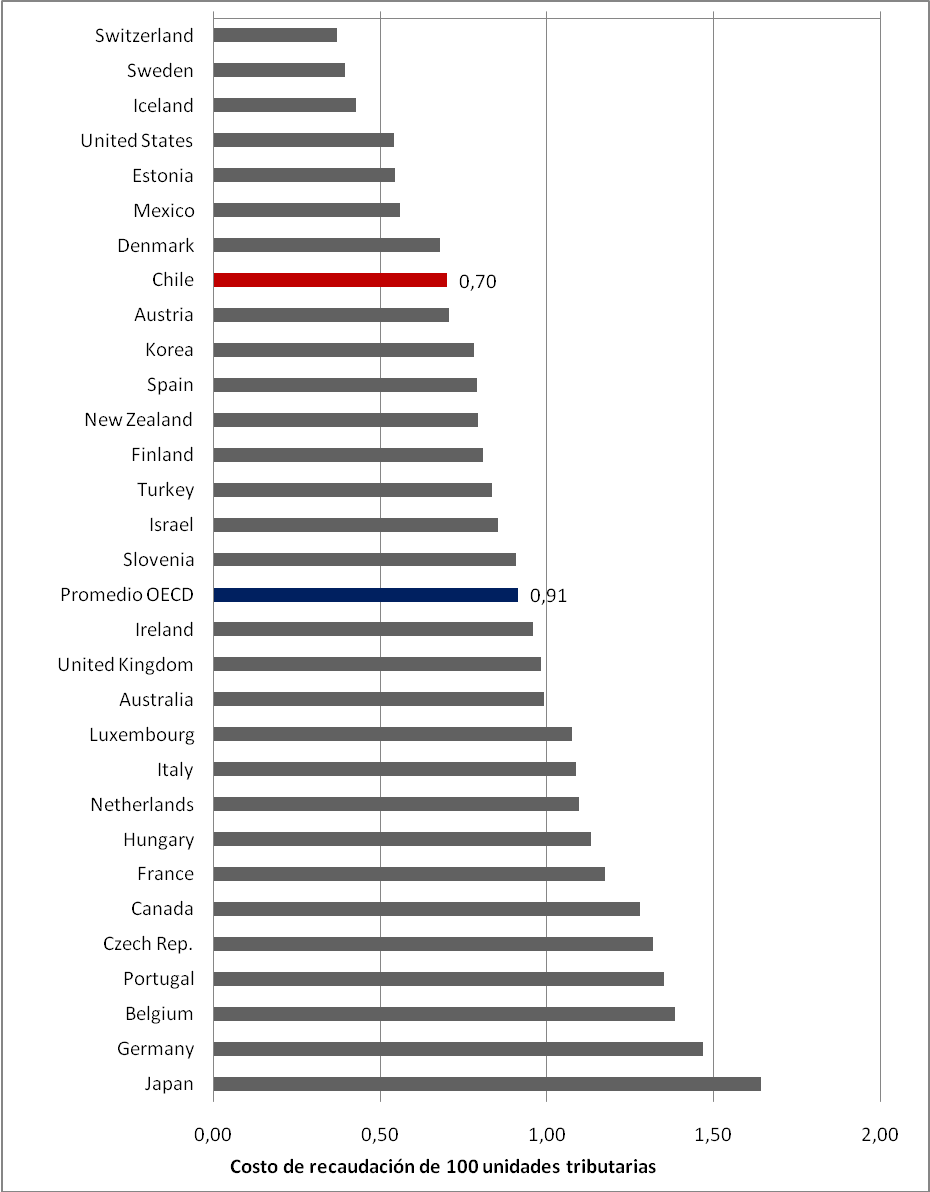 Switzerland
Sweden
Iceland
United States
Estonia
Mexico
Denmark
Chile 0,70
Austria
Korea
Spain
New Zealand
Finland
Turkey
Israel
Slovenia
Promedio OECD 0,91
Ireland
United Kingdom
Australia
Luxembourg
Italy
Netherlands
Hungary
France
Canada
Czech Rep.
Portugal
Belgium
Germany
Japan
0,00 0,50 1,00 1,50 2,00
Costo de recaudación de 100 unidades tributarias